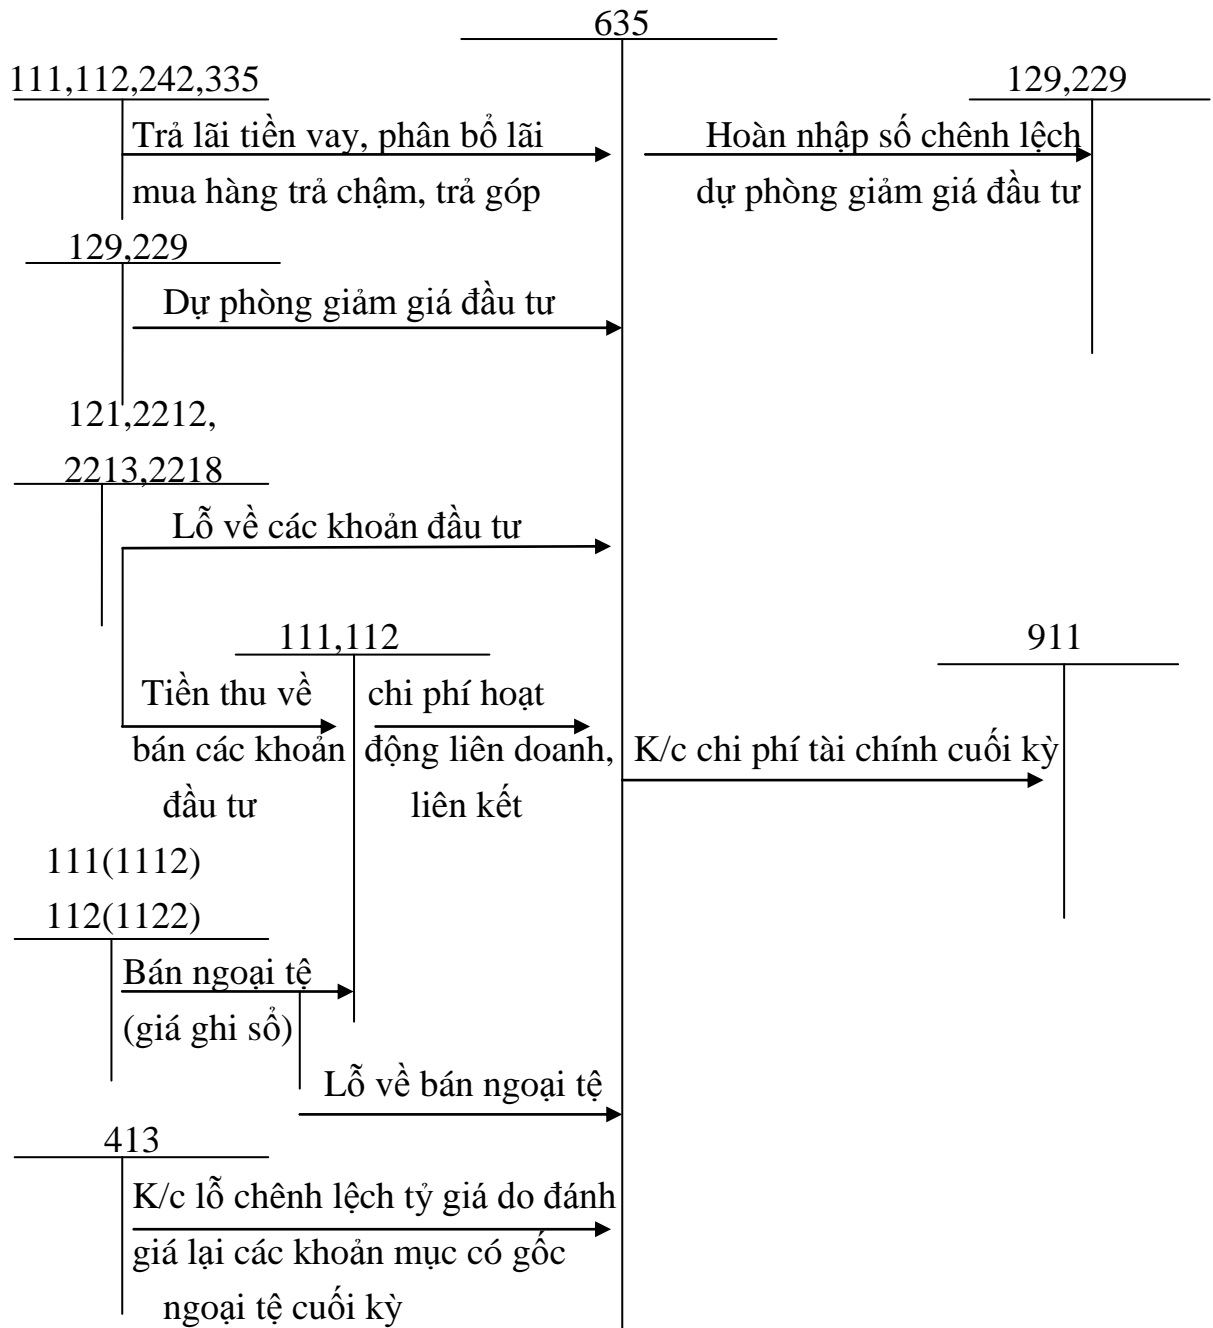 635
111,112,242,335
129,229
Trả lãi tiền vay, phân bổ lãi
mua hàng trả chậm, trả góp
Hoàn nhập số chênh lệch
dự phòng giảm giá đầu tư
129,229
Dự phòng giảm giá đầu tư
121,2212,
2213,2218
Lỗ về các khoản đầu tư
111,112
911
Tiền thu về
bán các khoản
đầu tư
chi phí hoạt
động liên doanh,
liên kết
K/c chi phí tài chính cuối kỳ
111(1112)
112(1122)
Bán ngoại tệ
(giá ghi sổ)
Lỗ về bán ngoại tệ
413
K/c lỗ chênh lệch tỷ giá do đánh
giá lại các khoản mục có gốc
ngoại tệ cuối kỳ